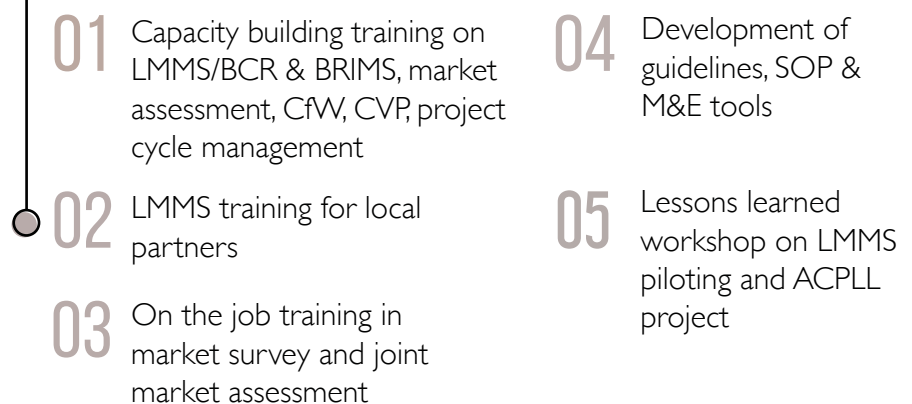 01
Capacity building training on
LMMS/BCR & BRIMS, market
assessment, CfW, CVP, project
cycle management
02
LMMS training for local
partners
03
On the job training in
market survey and joint
market assessment
04
Development of
guidelines, SOP &
M&E tools
05
Lessons learned
workshop on LMMS
piloting and ACPLL
project